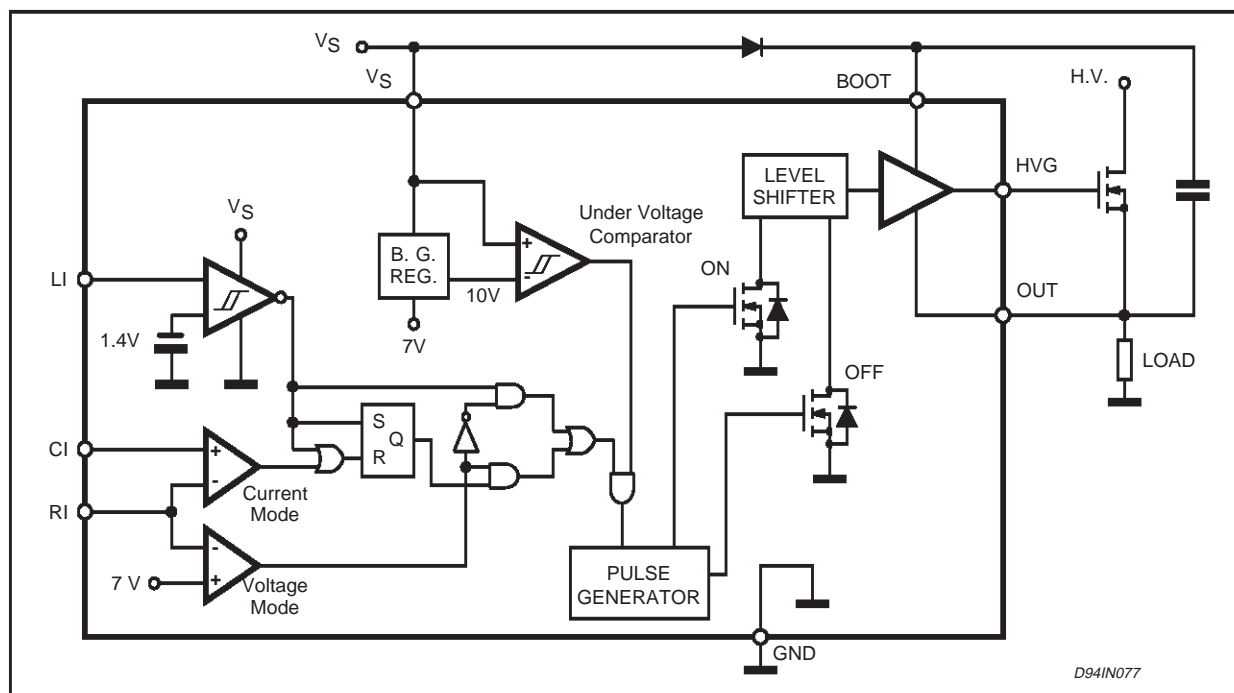 VS
VS
BOOT
H.V.
HVG
LEVEL
SHIFTER
VS
Under Voltage
Comparator
+
-
B. G.
REG.
10V
7V
LI
1.4V
ON
OUT
LOAD
OFF
S
Q
R
CI
+
-
Current
Mode
RI
-
+
7 V
Voltage
Mode
PULSE
GENERATOR
GND
D94IN077